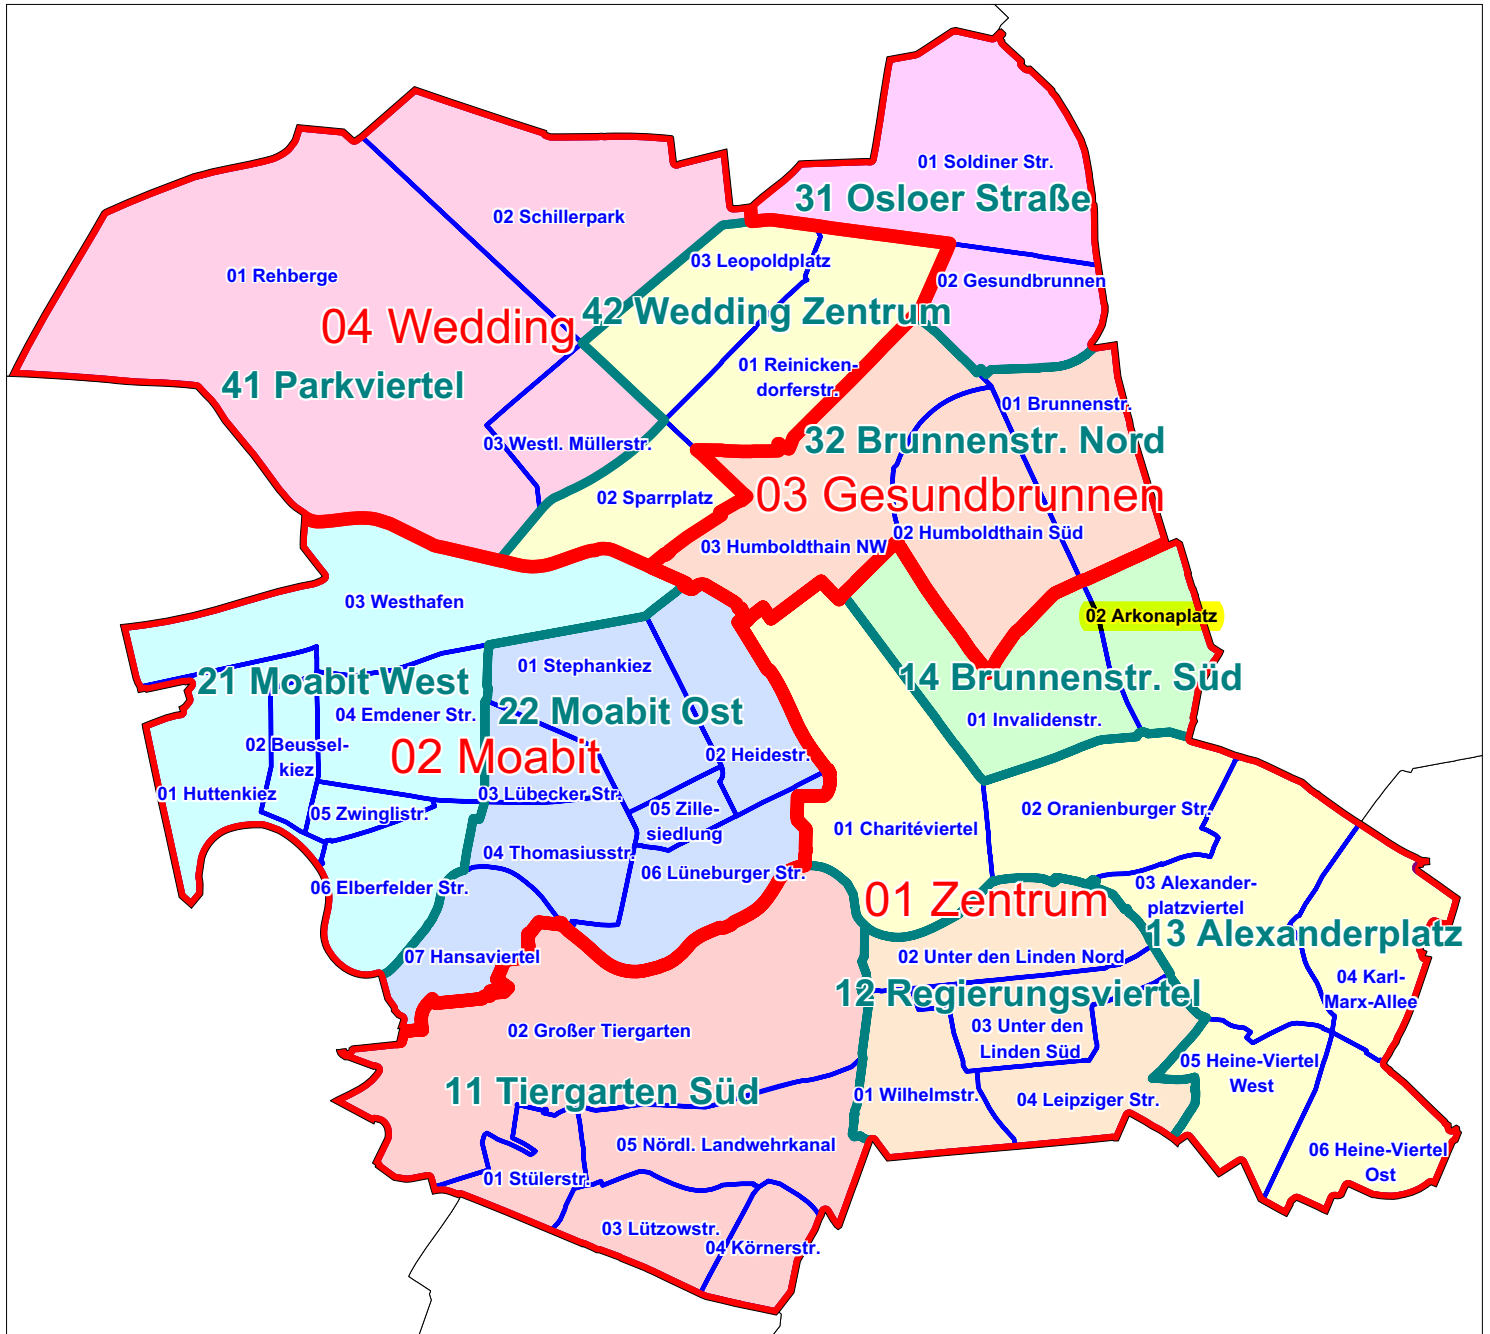 01 Soldiner Str.
31 Osloer Straße
02 Schillerpark
03 Leopoldplatz
01 Rehberge
02 Gesundbrunnen
42 Wedding Zentrum
04 Wedding
01 Reinicken-
dorferstr.
41 Parkviertel
01 Brunnenstr.
03 Westl. Müllerstr.
32 Brunnenstr. Nord
02 Sparrplatz
03 Gesundbrunnen
03 Humboldthain NW
02 Humboldthain Süd
03 Westhafen
02 Arkonaplatz
01 Stephankiez
21 Moabit West
14 Brunnenstr. Süd
04 Emdener Str.
22 Moabit Ost
01 Invalidenstr.
02 Beussel-
kiez
02 Moabit
02 Heidestr.
01 Huttenkiez
03 Lübecker Str.
05 Zwinglistr.
05 Zille-
siedlung
02 Oranienburger Str.
01 Charitéviertel
04 Thomasiusstr.
06 Lüneburger Str.
06 Elberfelder Str.
03 Alexander-
platzviertel
01 Zentrum
13 Alexanderplatz
07 Hansaviertel
02 Unter den Linden Nord
04 Karl-
Marx-Allee
12 Regierungsviertel
02 Großer Tiergarten
03 Unter den
Linden Süd
05 Heine-Viertel
West
11 Tiergarten Süd
01 Wilhelmstr.
04 Leipziger Str.
05 Nördl. Landwehrkanal
06 Heine-Viertel
Ost
01 Stülerstr.
03 Lützowstr.
04 Körnerstr.